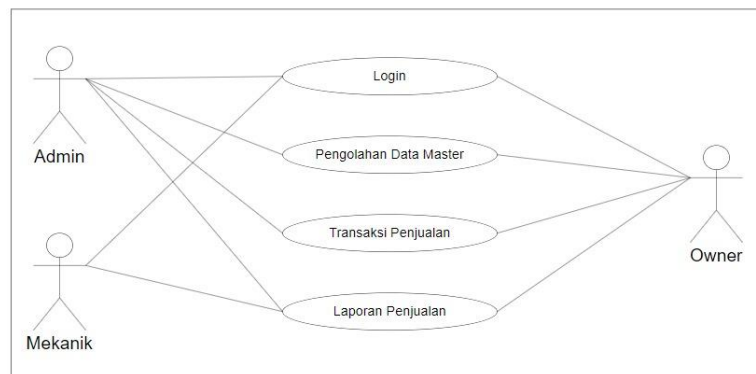 Login
Pengolahan Data Master
Admin
Transaksi Penjualan
Owner
Laporan Penjualan
Mekanik